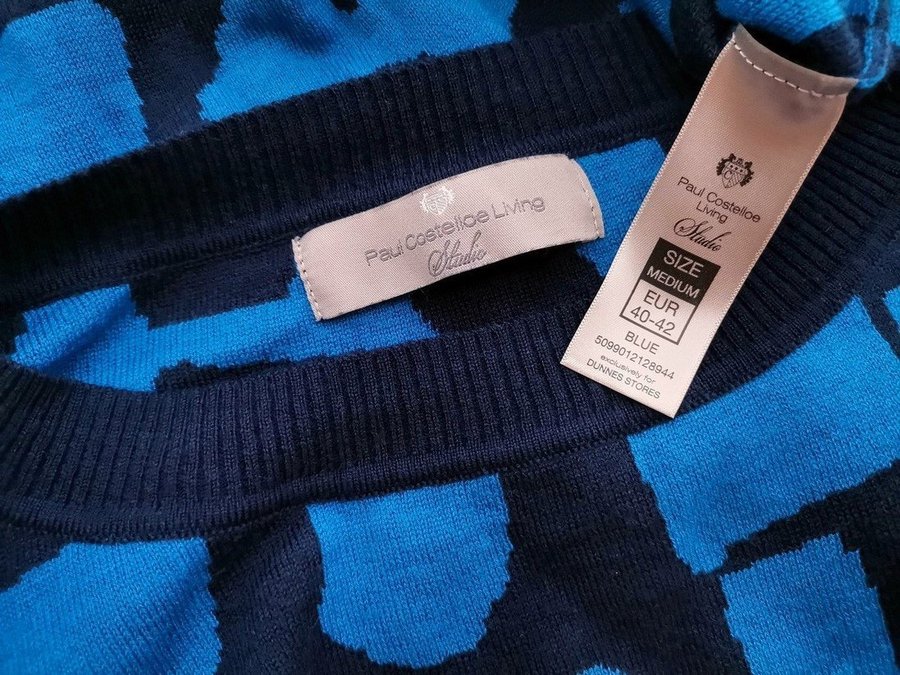 Paul Costelloe Living
Studio
Paul Costelloe
Living
Studio
SIZE
MEDIUM
EUR
40-42
BLUE
5099012128944
exclusively for
DUNNES STORES